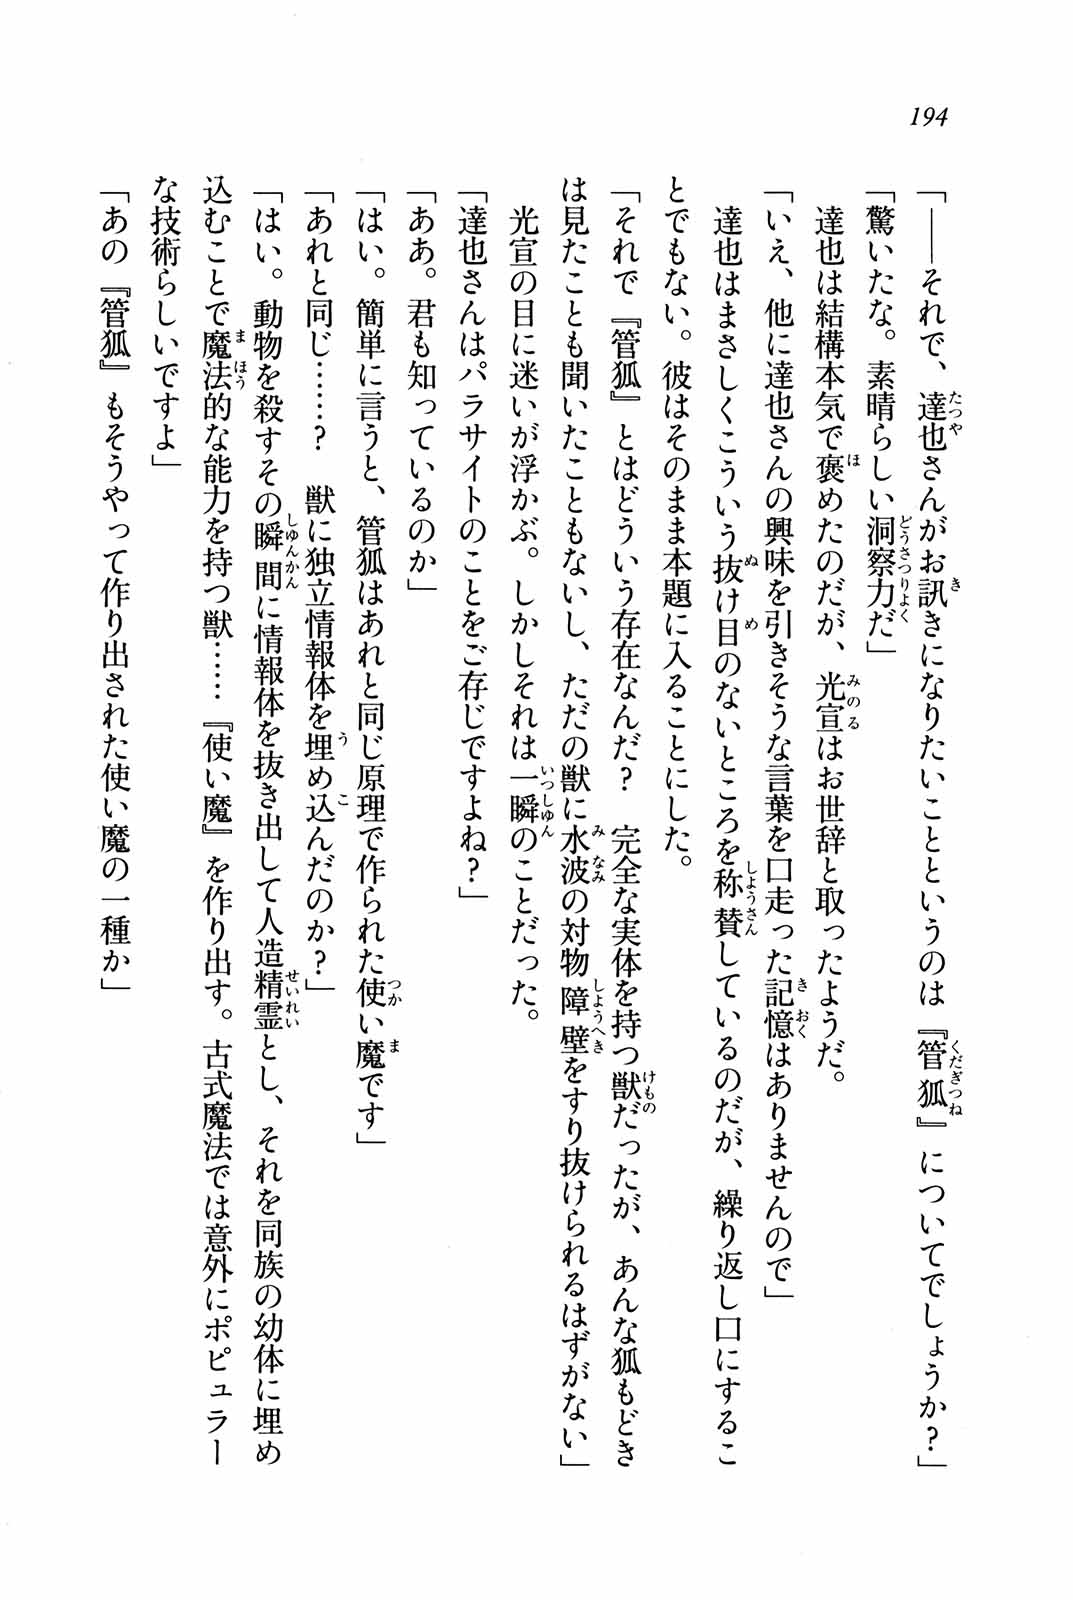 194
「――それで、達也さんがお訊きになりたいことというのは『管狐』についてでしょうか？」
「驚いたな。素晴らしい洞察力だ」
　達也は結構本気で褒めたのだが、光宣はお世辞と取ったようだ。
「いえ、他に達也さんの興味を引きそうな言葉を口走った記憶はありませんので」
　達也はまさしくこういう抜け目のないところを称賛しているのだが、繰り返し口にするこ
とでもない。彼はそのまま本題に入ることにした。
「それで『管狐』とはどういう存在なんだ？　完全な実体を持つ獣だったが、あんな狐もどき
は見たことも聞いたこともないし、ただの獣に水波の対物障壁をすり抜けられるはずがない」
　光宣の目に迷いが浮かぶ。しかしそれは一瞬のことだった。
「達也さんはパラサイトのことをご存じですよね？」
「ああ。君も知っているのか」
「はい。簡単に言うと、管狐はあれと同じ原理で作られた使い魔です」
「あれと同じ……？　獣に独立情報体を埋め込んだのか？」
「はい。動物を殺すその瞬間に情報体を抜き出して人造精霊とし、それを同族の幼体に埋め
込むことで魔法的な能力を持つ獣……『使い魔』を作り出す。古式魔法では意外にポピュラー
な技術らしいですよ」
「あの『管狐』もそうやって作り出された使い魔の一種か」